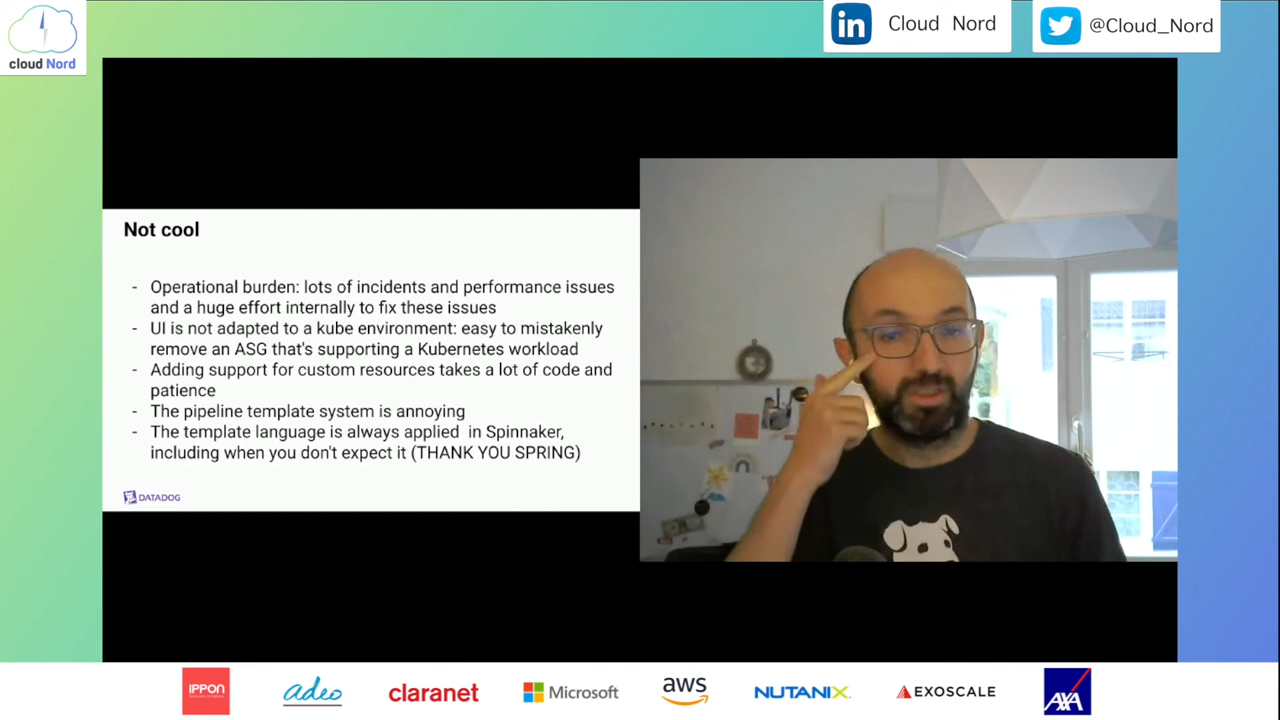 cloud Nord
in
Cloud Nord
@Cloud_Nord
Not cool
- Operational burden: lots of incidents and performance issues
and a huge effort internally to fix these issues
- UI is not adapted to a kube environment: easy to mistakenly
remove an ASG that's supporting a Kubernetes workload
- Adding support for custom resources takes a lot of code and
patience
- The pipeline template system is annoying
- The template language is always applied in Spinnaker,
including when you don't expect it (THANK YOU SPRING)
DATADOG
IPPON
adeo
claranet
Microsoft
aws
NUTANIX
EXOSCALE
AXA